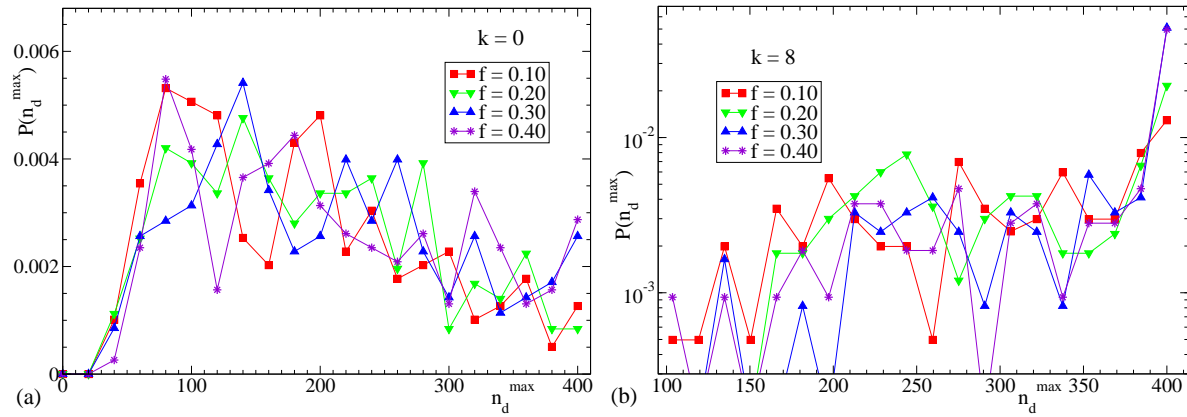 k = 0
f = 0.10
f = 0.20
f = 0.30
f = 0.40
P(n_d^max)
0.006
0.004
0.002
0
0 100 200 300 400
n_d^max
(a)
k = 8
f = 0.10
f = 0.20
f = 0.30
f = 0.40
P(n_d^max)
10^-2
10^-3
100 150 200 250 300 350 400
n_d^max
(b)